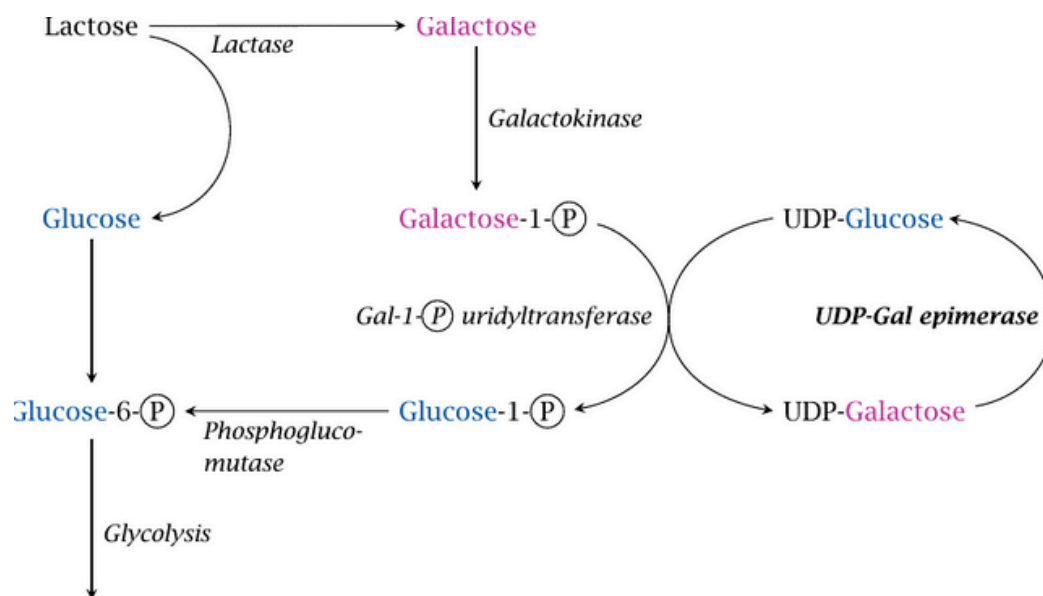 Lactose
Lactase
Galactose
Galactokinase
Glucose
Galactose-1-P
UDP-Glucose
Gal-1-P uridyltransferase
UDP-Gal epimerase
Glucose-6-P
Phosphogluco-
mutase
Glucose-1-P
UDP-Galactose
Glycolysis